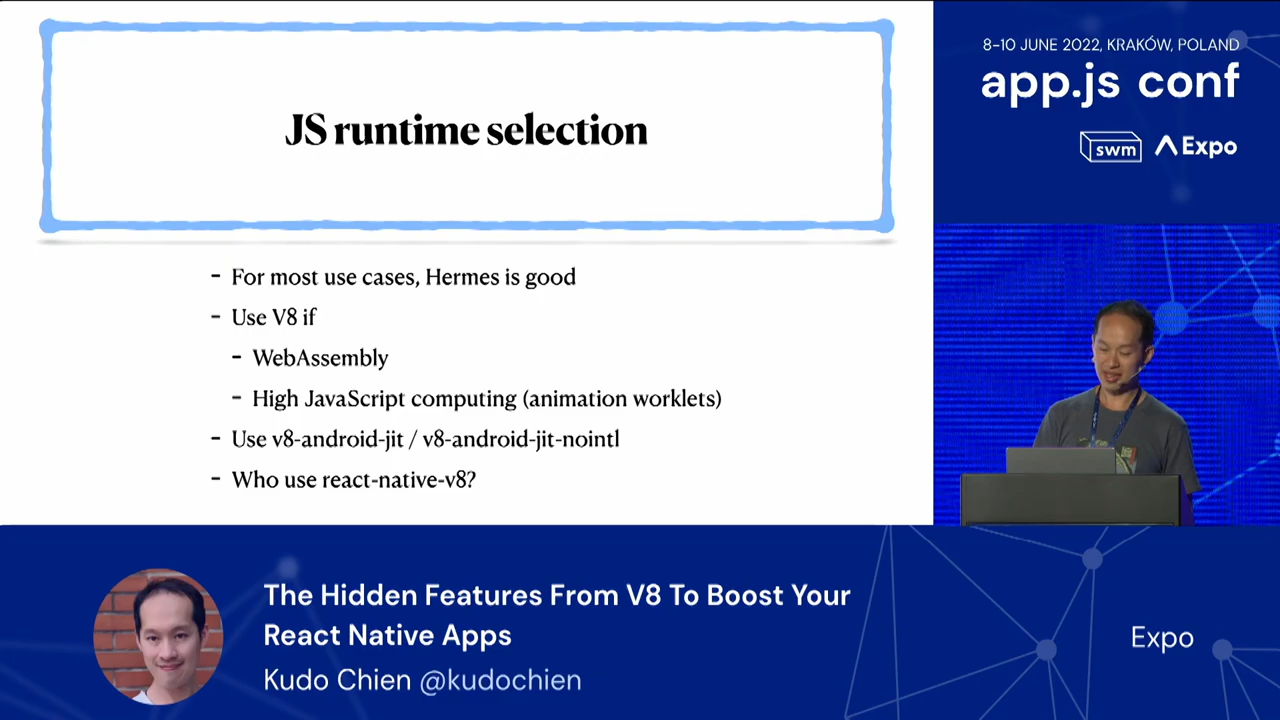 JS runtime selection
- For most use cases, Hermes is good
- Use V8 if
- WebAssembly
- High JavaScript computing (animation worklets)
- Use v8-android-jit / v8-android-jit-nointl
- Who use react-native-v8?
8-10 JUNE 2022, KRAKÓW, POLAND
app.js conf
swm Expo
The Hidden Features From V8 To Boost Your
React Native Apps
Kudo Chien @kudochien
Expo